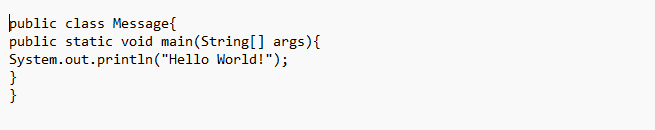 public class Message{
public static void main(String[] args){
System.out.println("Hello World!");
}
}